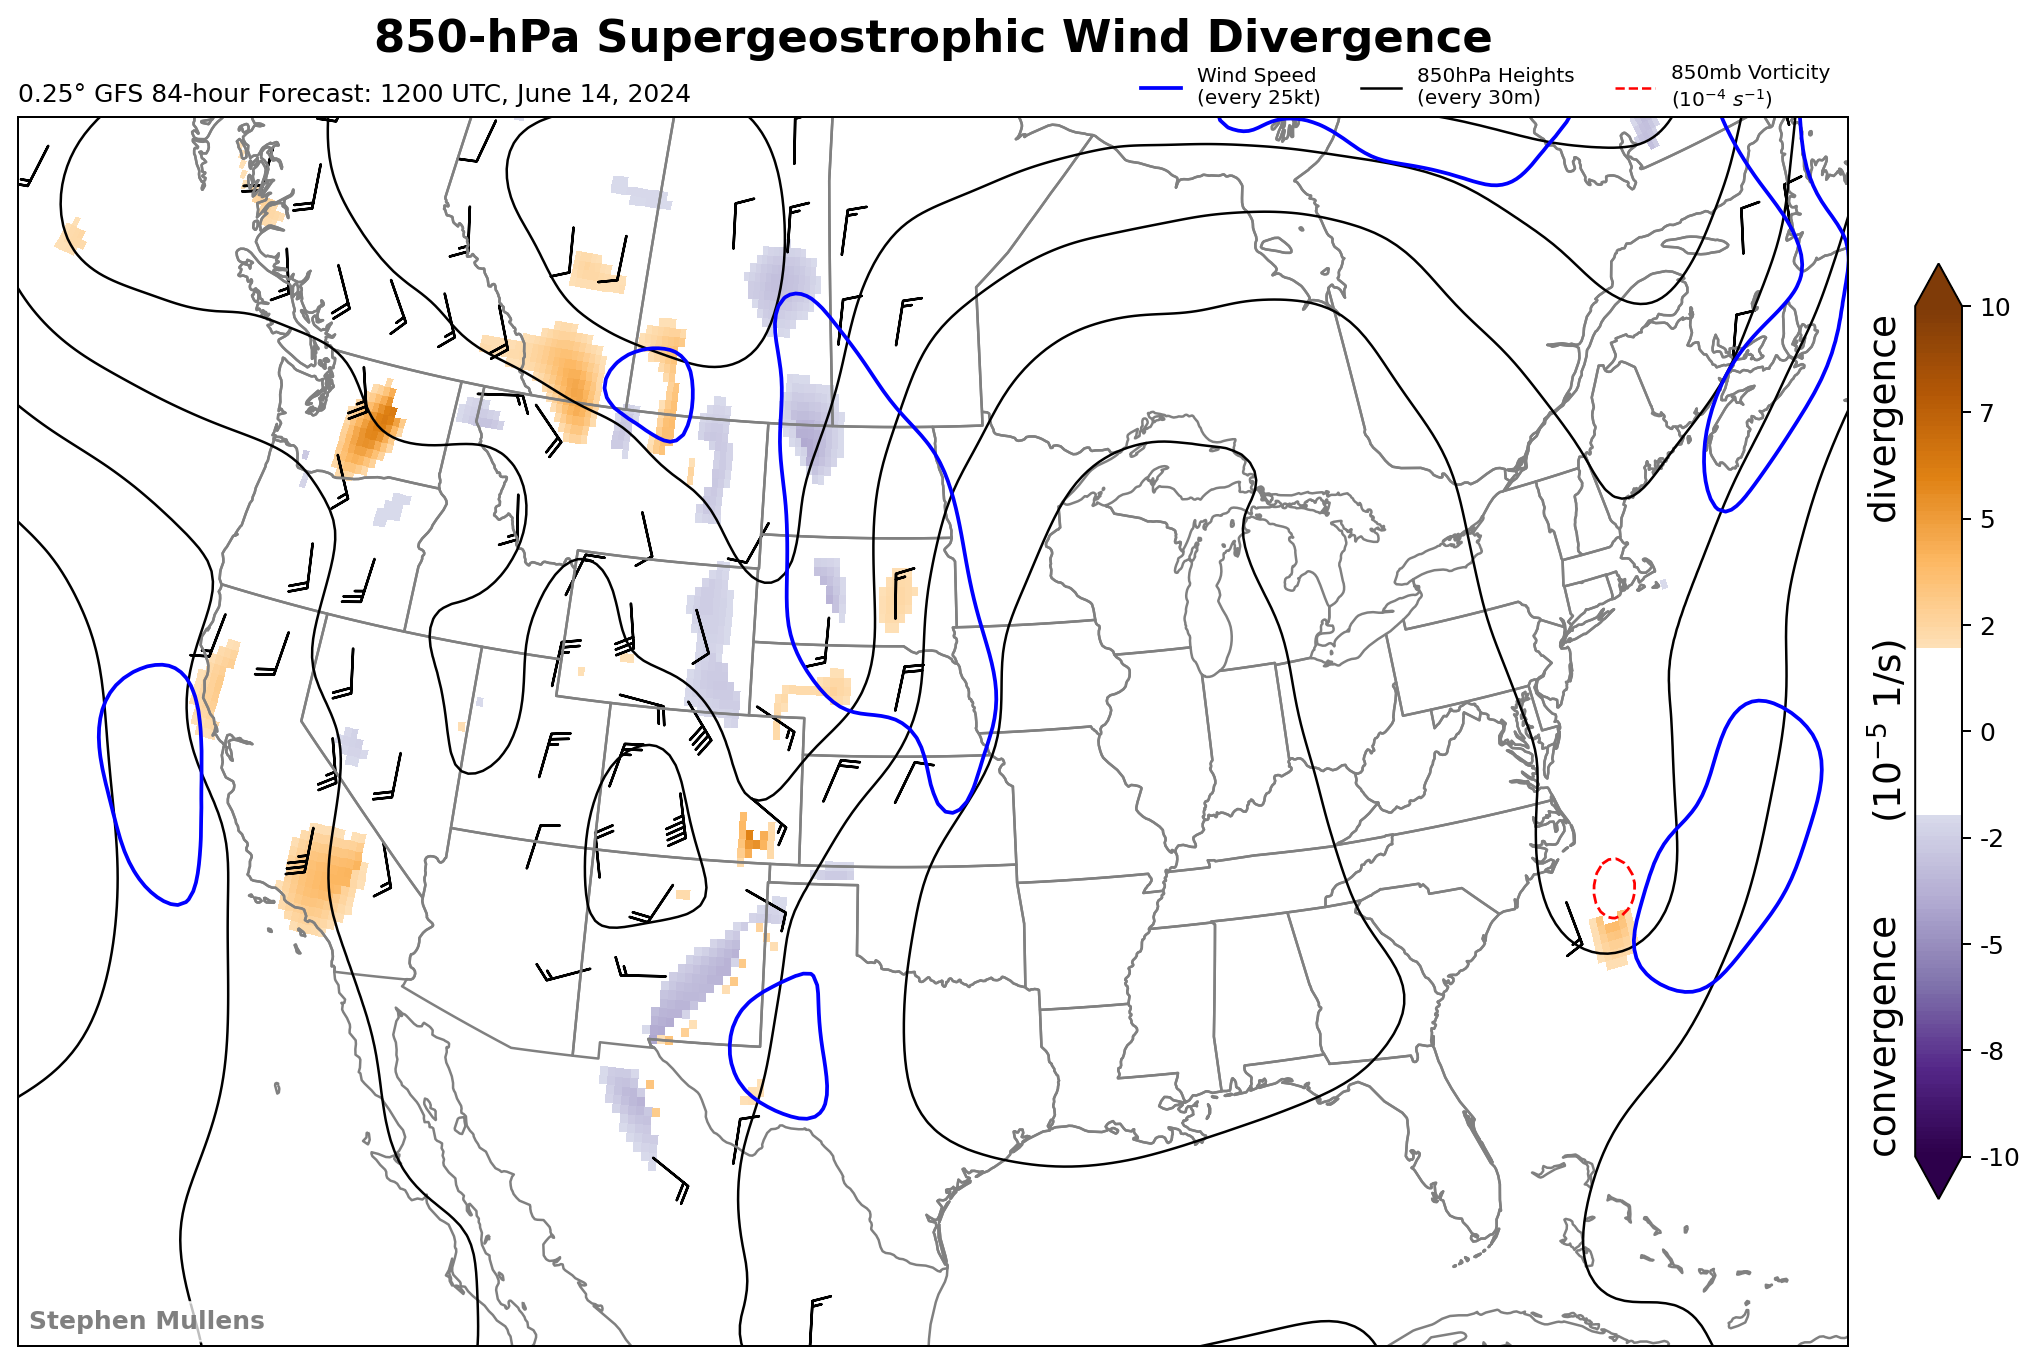 850-hPa Supergeostrophic Wind Divergence
0.25° GFS 84-hour Forecast: 1200 UTC, June 14, 2024
Wind Speed
(every 25kt)
850hPa Heights
(every 30m)
850mb Vorticity
(10⁻⁴ s⁻¹)
10
7
5
2
0
-2
-5
-8
-10
convergence (10⁻⁵ 1/s) divergence
Stephen Mullens